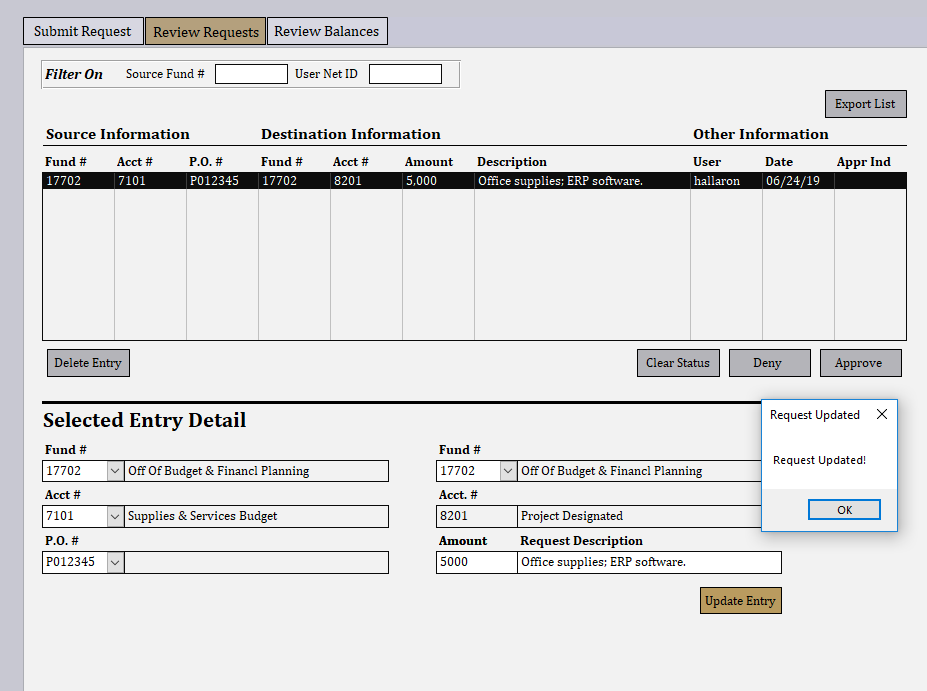 Submit Request Review Requests Review Balances
Filter On Source Fund # User Net ID
Export List
Source Information Destination Information Other Information
Fund # Acct # P.O. # Fund # Acct # Amount Description User Date Appr Ind
17702 7101 P012345 17702 8201 5,000 Office supplies; ERP software. hallaron 06/24/19
Delete Entry Clear Status Deny Approve
Selected Entry Detail
Fund #
17702 Off Of Budget & Financl Planning
Acct #
7101 Supplies & Services Budget
P.O. #
P012345
Fund #
17702 Off Of Budget & Financl Planning
Acct. #
8201 Project Designated
Amount Request Description
5000 Office supplies; ERP software.
Update Entry
Request Updated
Request Updated!
OK